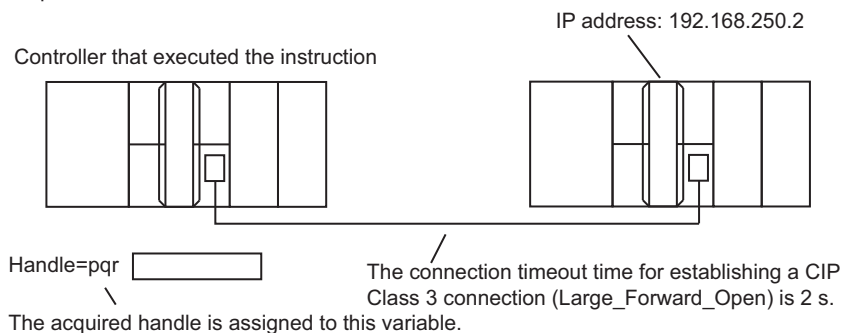 IP address: 192.168.250.2
Controller that executed the instruction
Handle=pqr
The connection timeout time for establishing a CIP
Class 3 connection (Large_Forward_Open) is 2 s.
The acquired handle is assigned to this variable.